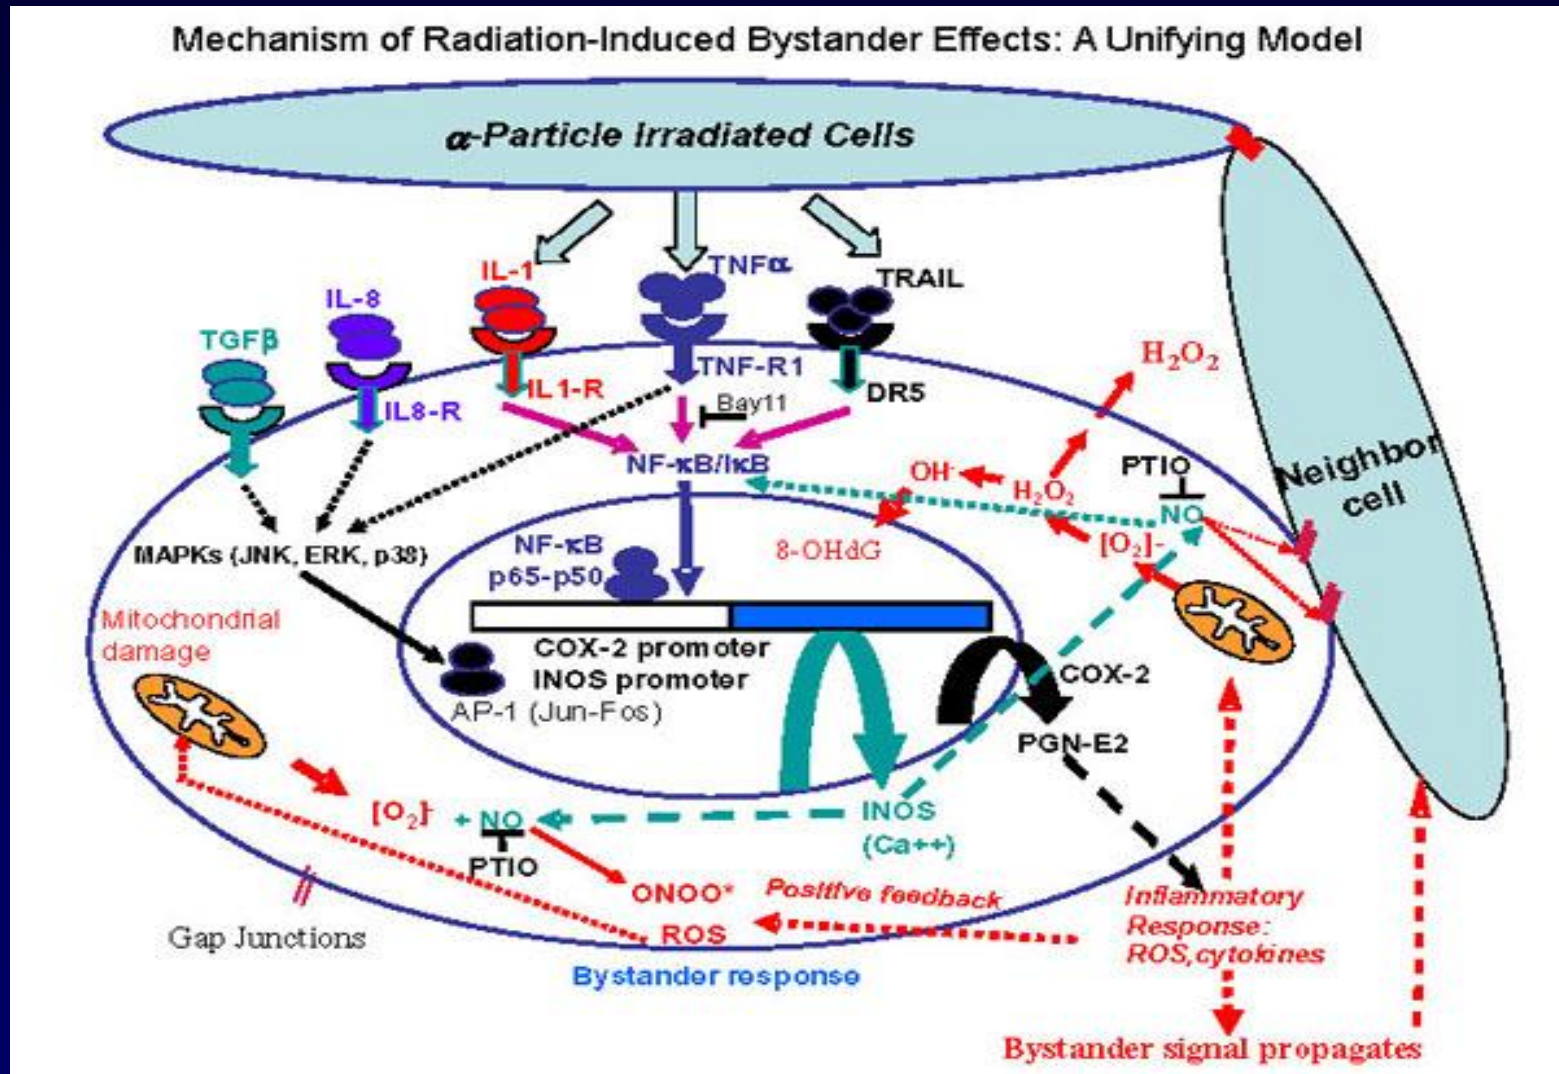 Mechanism of Radiation-Induced Bystander Effects: A Unifying Model
α-Particle Irradiated Cells
IL-1
TNFα
TRAIL
IL-8
TGFβ
H₂O₂
TNF-R1
IL1-R
DR5
IL8-R
Bay11
Neighbor
cell
NF-κB/IκB
PTIO
OH·
H₂O₂
NO
MAPKs (JNK, ERK, p38)
NF-κB
p65-p50
8-OHdG
[O₂]-
Mitochondrial
damage
COX-2 promoter
INOS promoter
AP-1 (Jun-Fos)
COX-2
PGN-E2
[O₂]-
+ NO
INOS
(Ca++)
PTIO
ONOO*
Positive feedback
Inflammatory
Response:
ROS,cytokines
Gap Junctions
ROS
Bystander response
Bystander signal propagates